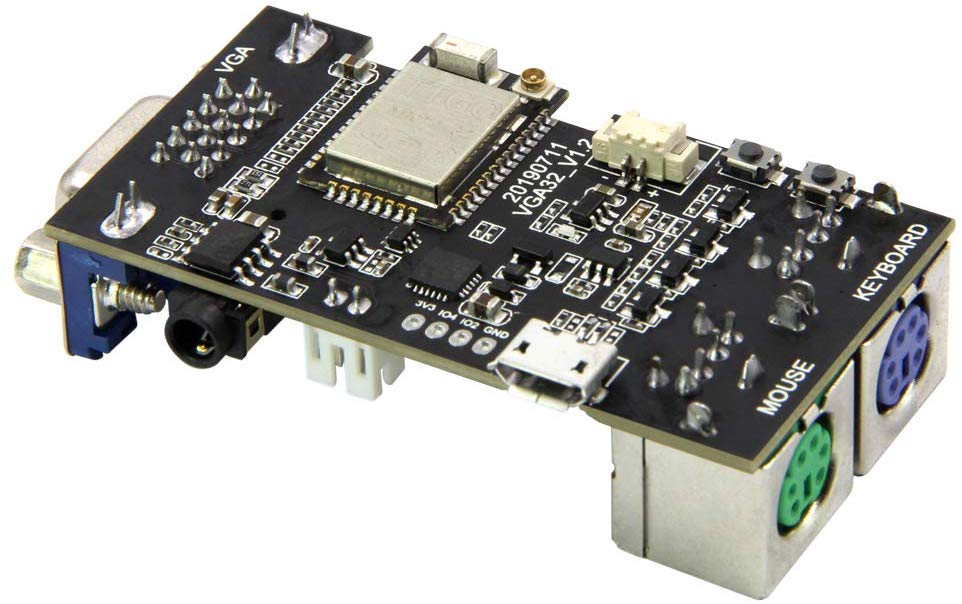 VGA
20190711
VGA32_V1.2
3V3 IO4 IO2 GND
KEYBOARD
MOUSE
+